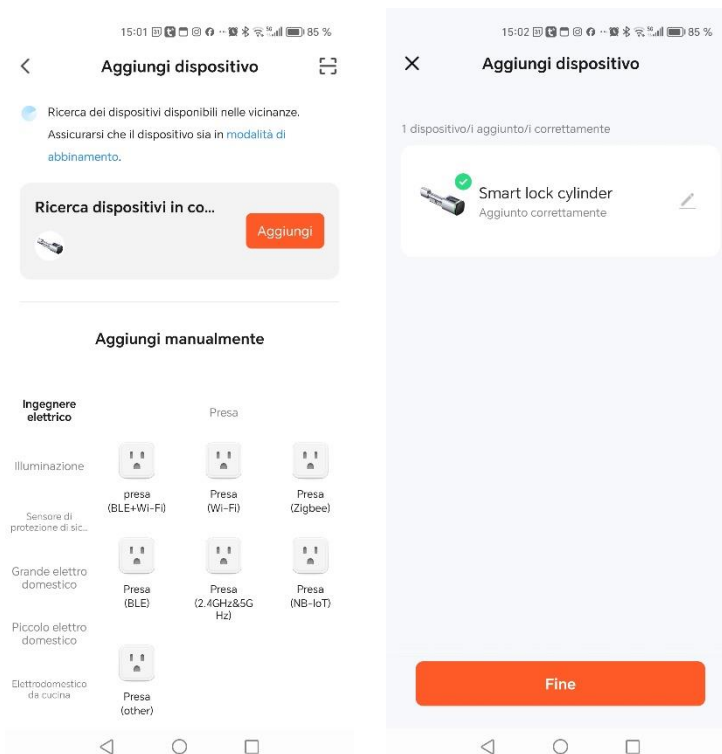 15:01
85 %
Aggiungi dispositivo
Ricerca dei dispositivi disponibili nelle vicinanze.
Assicurarsi che il dispositivo sia in modalità di
abbinamento.
Ricerca dispositivi in co...
Aggiungi
Aggiungi manualmente
Ingegnere
elettrico
Illuminazione
Sensore di
protezione di sic...
Grande elettro
domestico
Piccolo elettro
domestico
Elettrodomestico
da cucina
Presa
presa
(BLE+Wi-Fi)
Presa
(Wi-Fi)
Presa
(Zigbee)
Presa
(BLE)
Presa
(2.4GHz&5G
Hz)
Presa
(NB-IoT)
Presa
(other)
15:02
85 %
Aggiungi dispositivo
1 dispositivo/i aggiunto/i correttamente
Smart lock cylinder
Aggiunto correttamente
Fine